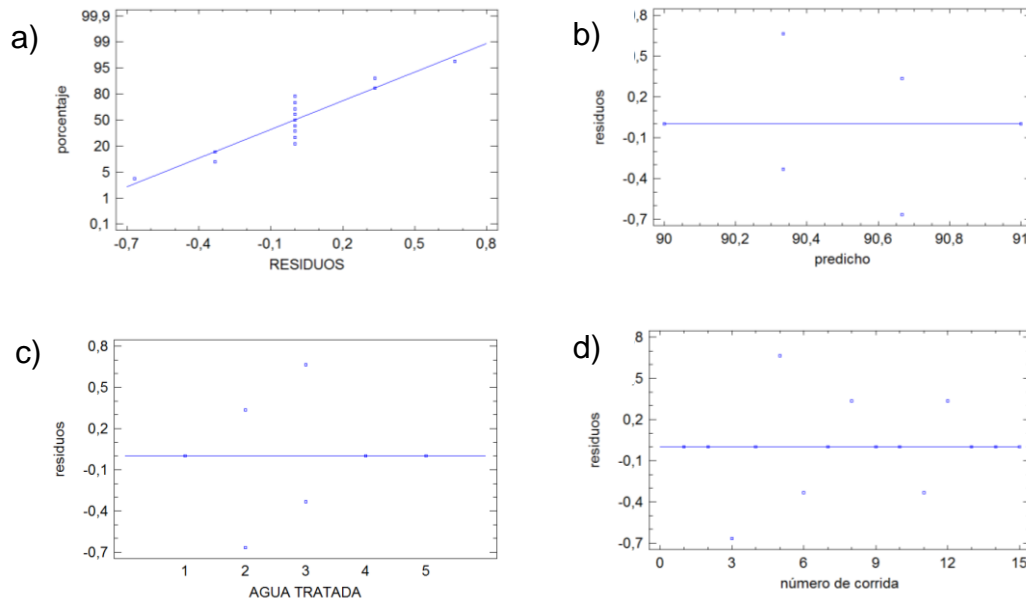 a)
99,9
99
95
80
50
20
5
1
0,1
porcentaje
-0,7 -0,4 -0,1 0,2 0,5 0,8
RESIDUOS
b)
,8
0,5
0,2
-0,1
-0,4
-0,7
residuos
90 90,2 90,4 90,6 90,8 91
predicho
c)
0,8
0,5
0,2
-0,1
-0,4
-0,7
residuos
1 2 3 4 5
AGUA TRATADA
d)
8
,5
0,2
-0,1
-0,4
-0,7
residuos
0 3 6 9 12 15
número de corrida